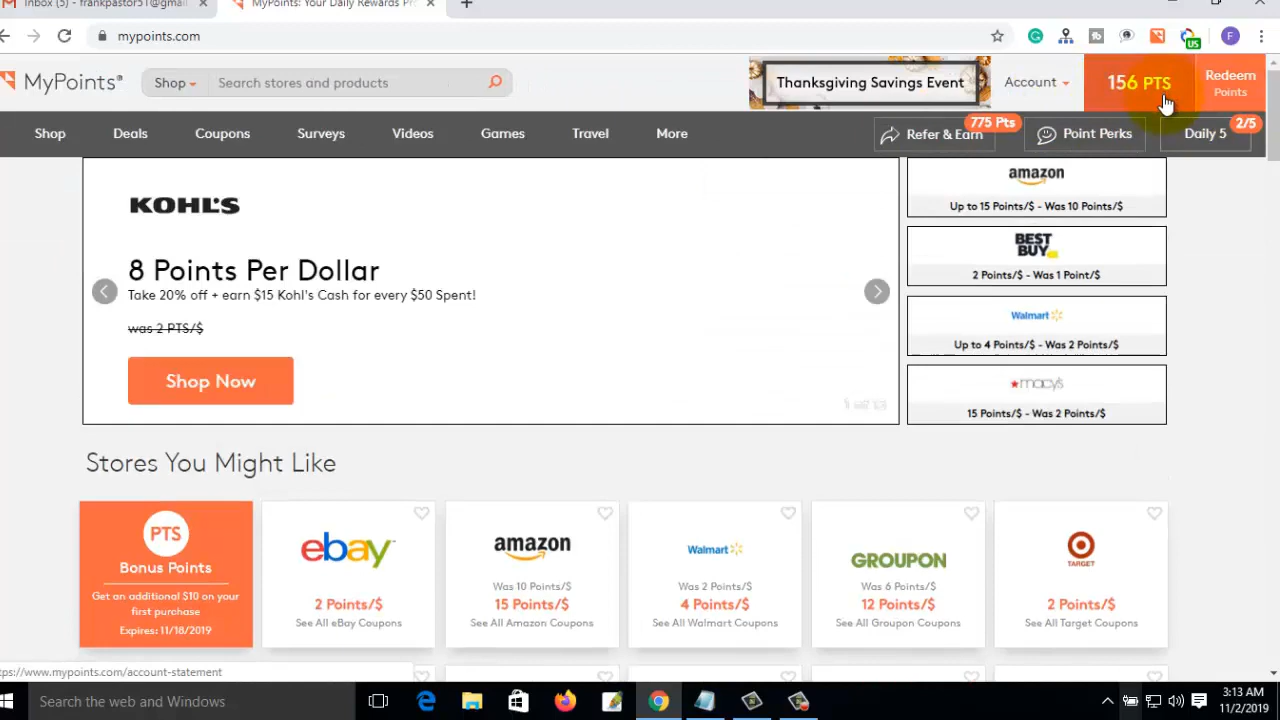 Inbox (5) - frankpastor51@gmail
MyPoints: Your Daily Rewards Pr
mypoints.com
US
F
MyPoints®
Shop
Search stores and products
Thanksgiving Savings Event
Account
156 PTS
Redeem
Points
Shop
Deals
Coupons
Surveys
Videos
Games
Travel
More
Refer & Earn
775 Pts
Point Perks
Daily 5
2/5
KOHL'S
8 Points Per Dollar
Take 20% off + earn $15 Kohl's Cash for every $50 Spent!
was 2 PTS/$
Shop Now
amazon
Up to 15 Points/$ - Was 10 Points/$
BEST
BUY
2 Points/$ - Was 1 Point/$
Walmart
Up to 4 Points/$ - Was 2 Points/$
macy's
15 Points/$ - Was 2 Points/$
Stores You Might Like
PTS
Bonus Points
Get an additional $10 on your
first purchase
Expires: 11/18/2019
ebay
2 Points/$
See All eBay Coupons
amazon
Was 10 Points/$
15 Points/$
See All Amazon Coupons
Walmart
Was 2 Points/$
4 Points/$
See All Walmart Coupons
GROUPON
Was 6 Points/$
12 Points/$
See All Groupon Coupons
TARGET
2 Points/$
See All Target Coupons
ttps://www.mypoints.com/account-statement
Search the web and Windows
3:13 AM
11/2/2019